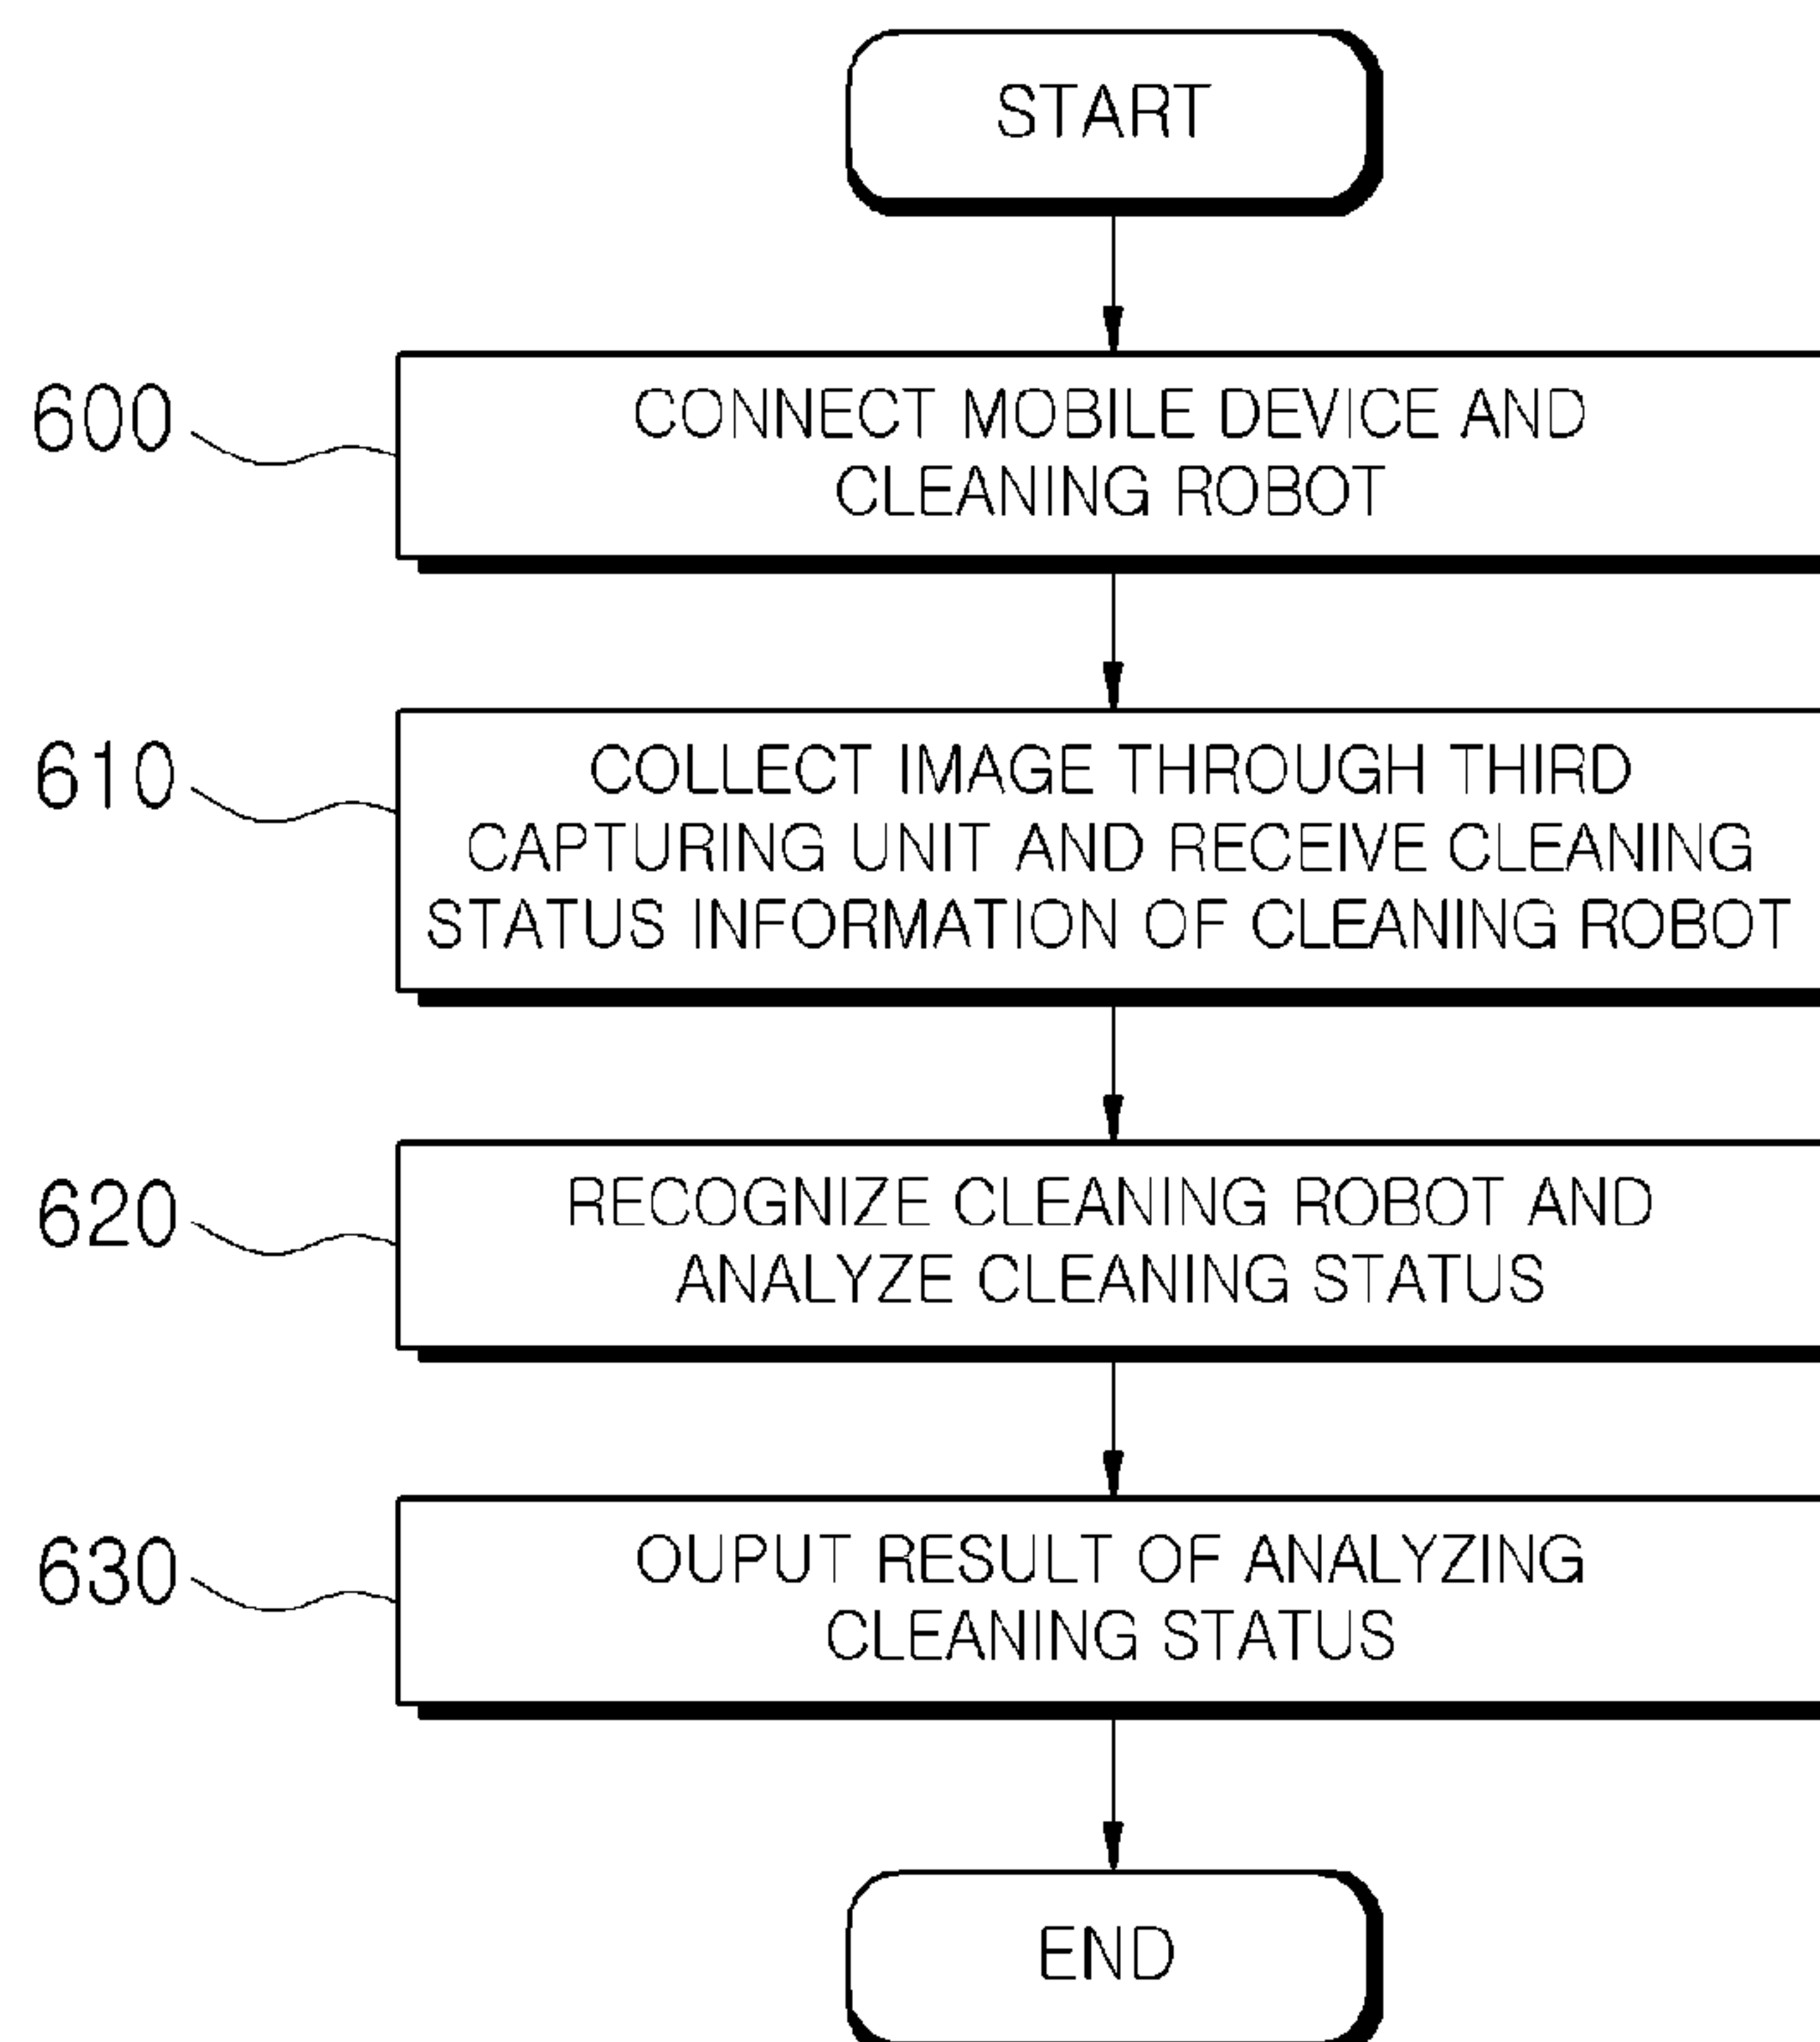 START
600
CONNECT MOBILE DEVICE AND
CLEANING ROBOT
610
COLLECT IMAGE THROUGH THIRD
CAPTURING UNIT AND RECEIVE CLEANING
STATUS INFORMATION OF CLEANING ROBOT
620
RECOGNIZE CLEANING ROBOT AND
ANALYZE CLEANING STATUS
630
OUPUT RESULT OF ANALYZING
CLEANING STATUS
END